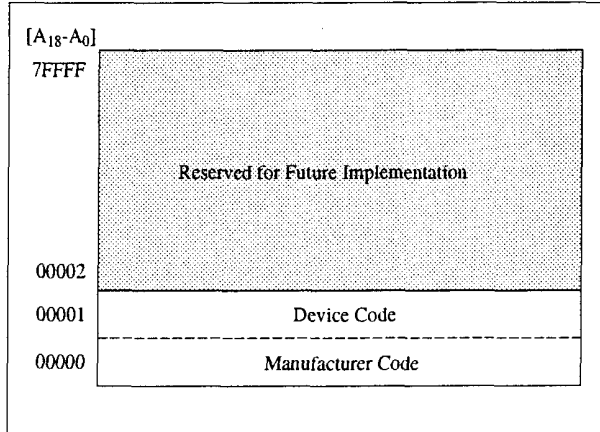 [A18-A0]
7FFFF
Reserved for Future Implementation
00002
00001 Device Code
00000 Manufacturer Code